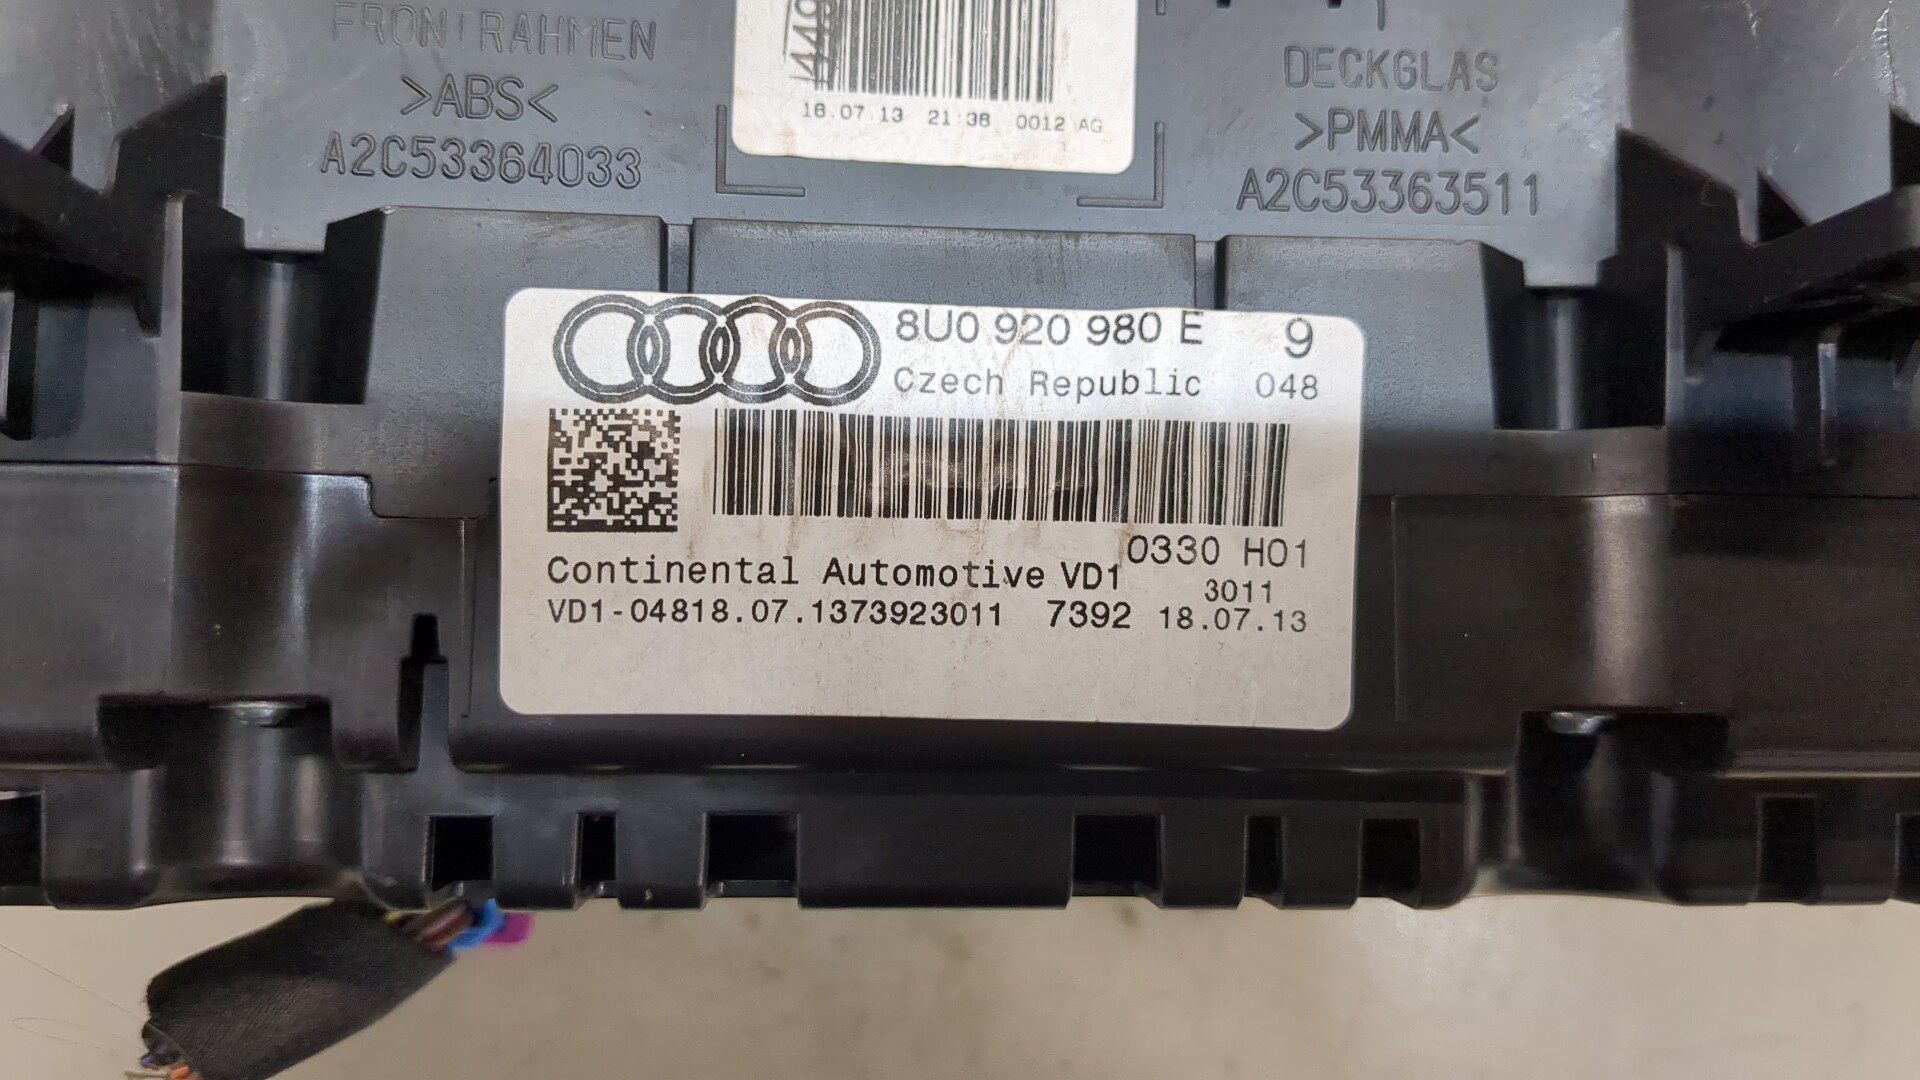 FRONTRAHMEN
>ABS<
A2C53364033
18.07.13 21:38 0012 AG
DECKGLAS
>PMMA<
A2C53363511
8U0 920 980 E 9
Czech Republic 048
0330 H01
Continental Automotive VD1
3011
VD1-04818.07.1373923011 7392 18.07.13